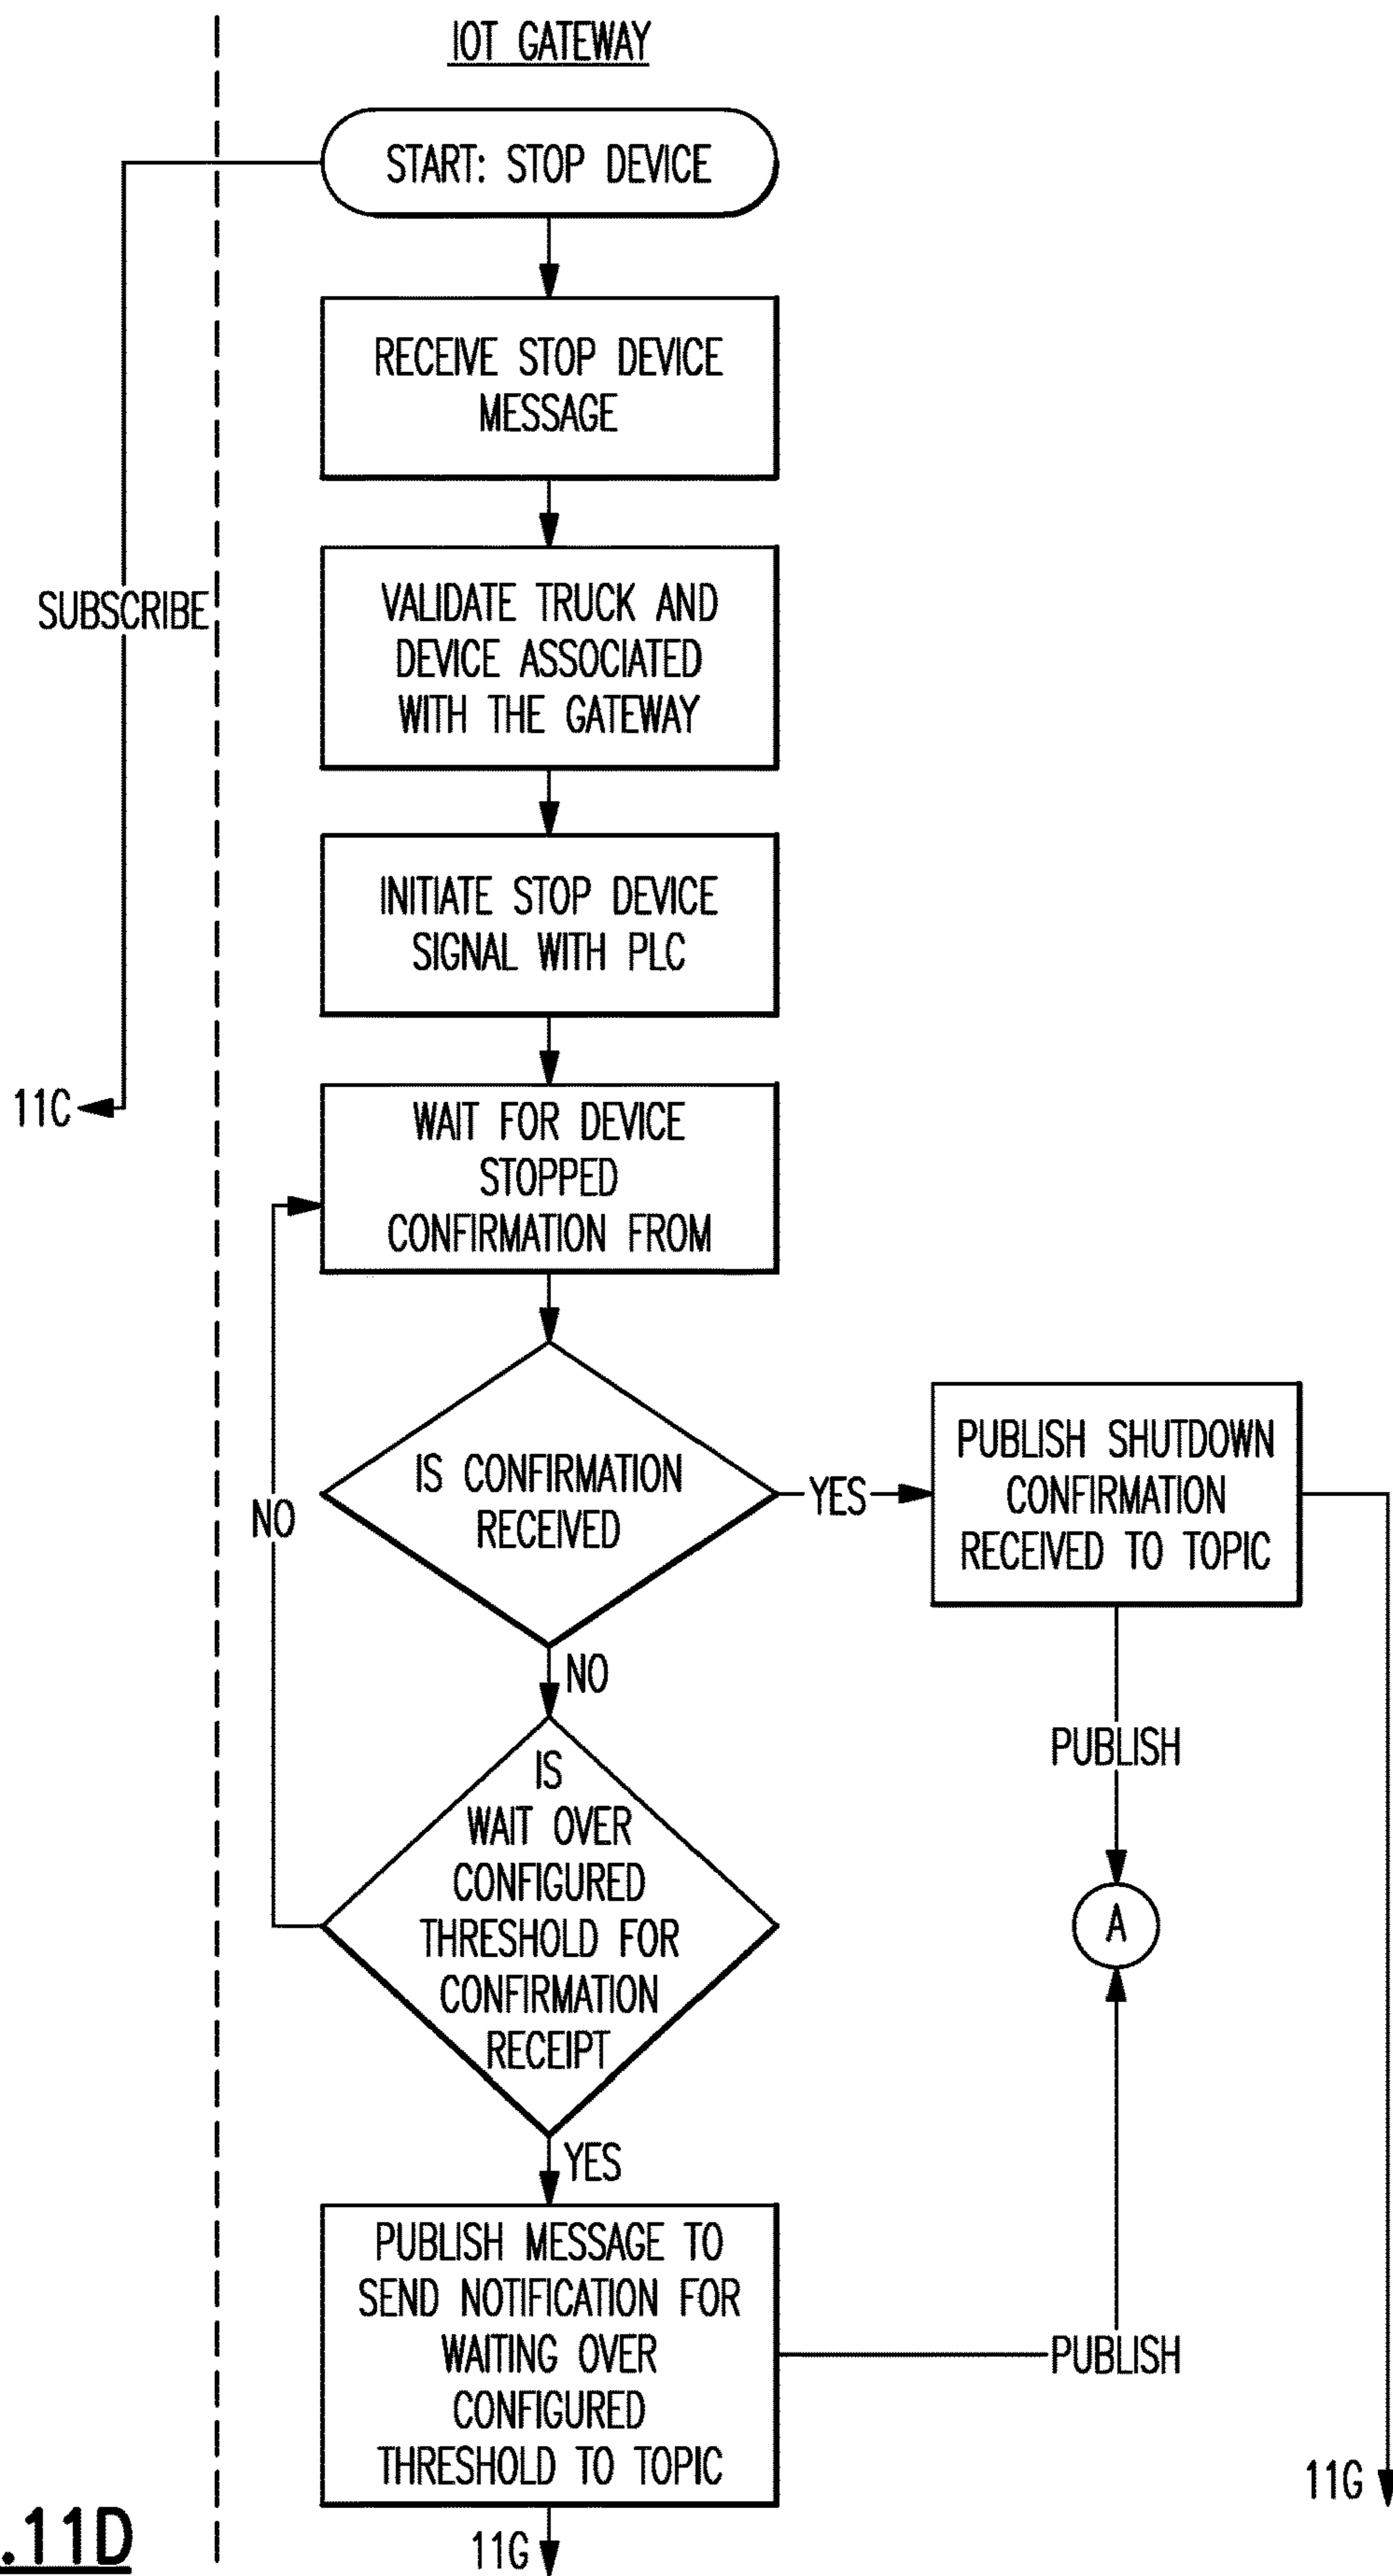 IOT GATEWAY
START: STOP DEVICE
RECEIVE STOP DEVICE
MESSAGE
SUBSCRIBE
VALIDATE TRUCK AND
DEVICE ASSOCIATED
WITH THE GATEWAY
INITIATE STOP DEVICE
SIGNAL WITH PLC
11C
WAIT FOR DEVICE
STOPPED
CONFIRMATION FROM
IS CONFIRMATION
RECEIVED
YES
PUBLISH SHUTDOWN
CONFIRMATION
RECEIVED TO TOPIC
NO
NO
PUBLISH
IS
WAIT OVER
CONFIGURED
THRESHOLD FOR
CONFIRMATION
RECEIPT
A
YES
PUBLISH MESSAGE TO
SEND NOTIFICATION FOR
WAITING OVER
CONFIGURED
THRESHOLD TO TOPIC
PUBLISH
11G
11G
.11D